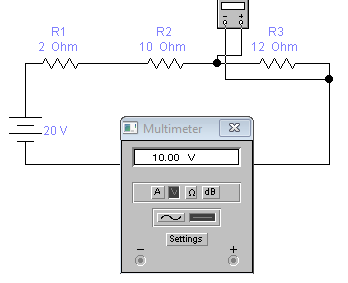 - +
R1 R2 R3
2 Ohm 10 Ohm 12 Ohm
20 V
Multimeter
10.00 V
A V Ω dB
Settings
- +